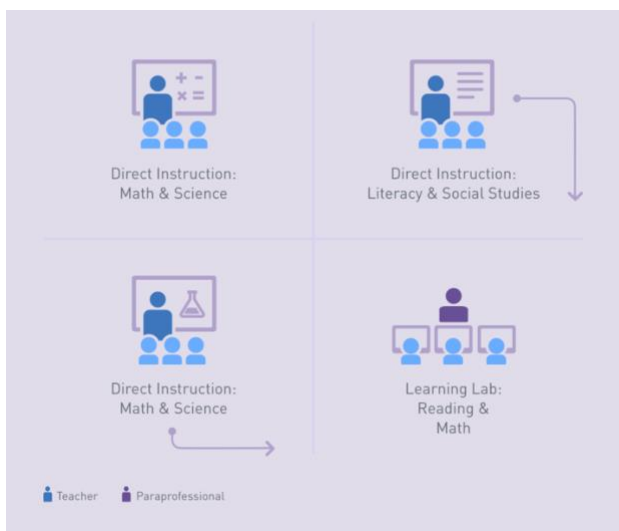 Direct Instruction:
Math & Science
Direct Instruction:
Literacy & Social Studies
Direct Instruction:
Math & Science
Learning Lab:
Reading &
Math
Teacher
Paraprofessional